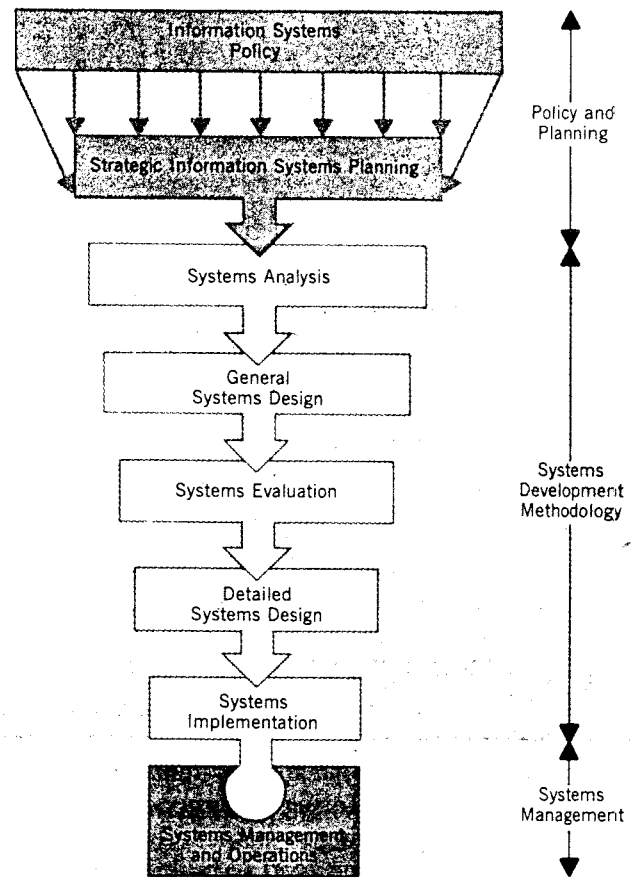 Information Systems
Policy
Policy and
Planning
Strategic Information Systems Planning
Systems Analysis
General
Systems Design
Systems Evaluation
Systems
Development
Methodology
Detailed
Systems Design
Systems
Implementation
Systems
Management
Systems Management
and Operations